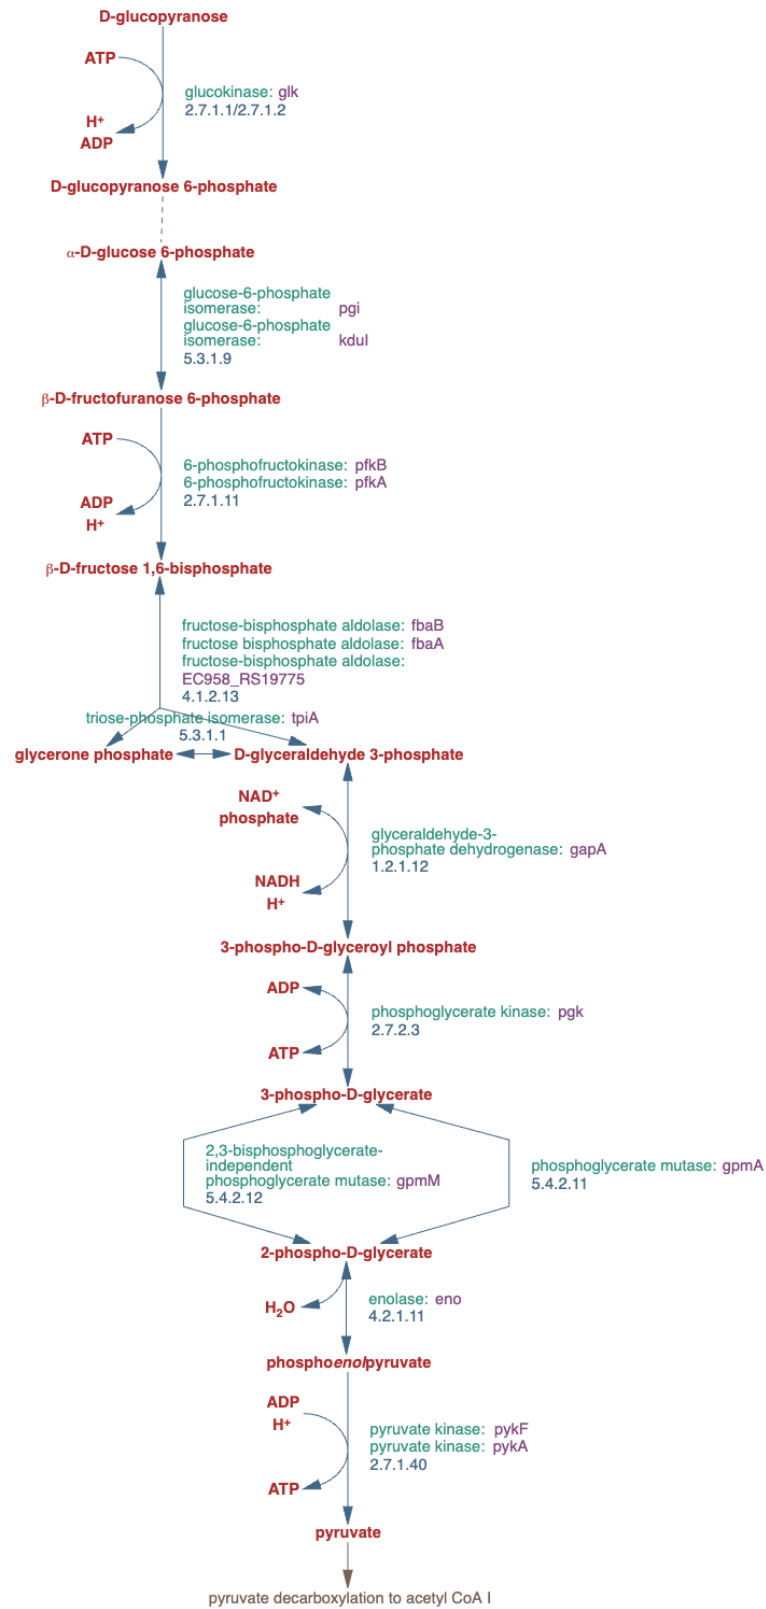 D-glucopyranose
ATP
glucokinase: glk
2.7.1.1/2.7.1.2
H+
ADP
D-glucopyranose 6-phosphate
α-D-glucose 6-phosphate
glucose-6-phosphate
isomerase: pgi
glucose-6-phosphate
isomerase: kduI
5.3.1.9
β-D-fructofuranose 6-phosphate
ATP
6-phosphofructokinase: pfkB
6-phosphofructokinase: pfkA
2.7.1.11
ADP
H+
β-D-fructose 1,6-bisphosphate
fructose-bisphosphate aldolase: fbaB
fructose bisphosphate aldolase: fbaA
fructose-bisphosphate aldolase:
EC958_RS19775
4.1.2.13
triose-phosphate isomerase: tpiA
5.3.1.1
glycerone phosphate
D-glyceraldehyde 3-phosphate
NAD+
phosphate
glyceraldehyde-3-
phosphate dehydrogenase: gapA
1.2.1.12
NADH
H+
3-phospho-D-glyceroyl phosphate
ADP
phosphoglycerate kinase: pgk
2.7.2.3
ATP
3-phospho-D-glycerate
2,3-bisphosphoglycerate-
independent
phosphoglycerate mutase: gpmM
5.4.2.12
phosphoglycerate mutase: gpmA
5.4.2.11
2-phospho-D-glycerate
H2O
enolase: eno
4.2.1.11
phosphoenolpyruvate
ADP
H+
pyruvate kinase: pykF
pyruvate kinase: pykA
2.7.1.40
ATP
pyruvate
pyruvate decarboxylation to acetyl CoA I